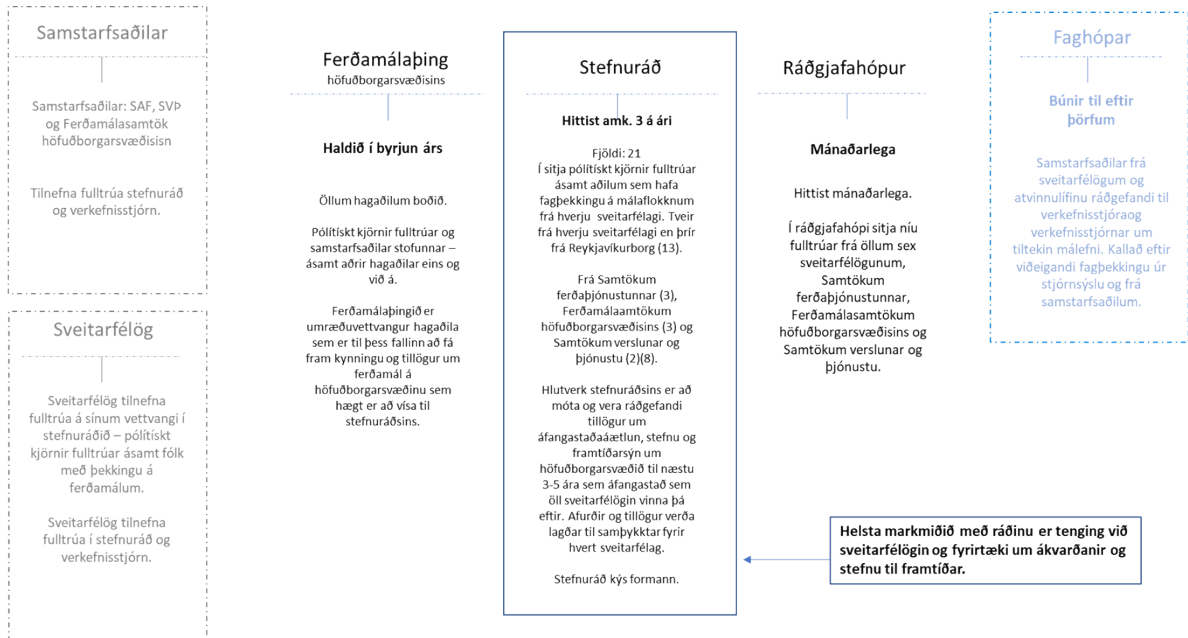 Samstarfsaðilar
Samstarfsaðilar: SAF, SVÞ
og Ferðamálasamtök
höfuðborgarsvæðisisn
Tilnefna fulltrúa stefnuráð
og verkefnisstjórn.
Sveitarfélög
Sveitarfélög tilnefna
fulltrúa á sínum vettvangi í
stefnuráðið – pólítískt
kjörnir fulltrúar ásamt fólk
með þekkingu á
ferðamálum.
Sveitarfélög tilnefna
fulltrúa í stefnuráð og
verkefnisstjórn.
Ferðamálaþing
höfuðborgarsvæðisins
Haldið í byrjun árs
Öllum hagaðilum boðið.
Pólítískt kjörnir fulltrúar og
samstarfsaðilar stofunnar –
ásamt aðrir hagaðilar eins og
við á.
Ferðamálaþingið er
umræðuvettvangur hagaðila
sem er til þess fallinn að fá
fram kynningu og tillögur um
ferðamál á
höfuðborgarsvæðinu sem
hægt er að vísa til
stefnuráðsins.
Stefnuráð
Hittist amk. 3 á ári
Fjöldi: 21
Í sitja pólítískt kjörnir fulltrúar
ásamt aðilum sem hafa
fagþekkingu á málaflokknum
frá hverju sveitarfélagi. Tveir
frá hverju sveitarfélagi en þrír
frá Reykjavíkurborg (13).
Frá Samtökum
ferðaþjónustunnar (3),
Ferðamálaamtökum
höfuðborgarsvæðisins (3) og
Samtökum verslunar og
þjónustu (2)(8).
Hlutverk stefnuráðsins er að
móta og vera ráðgefandi
tillögur um
áfangastaðaáætlun, stefnu og
framtíðarsýn um
höfuðborgarsvæðið til næstu
3-5 ára sem áfangastað sem
öll sveitarfélögin vinna þá
eftir. Afurðir og tillögur verða
lagðar til samþykktar fyrir
hvert sveitarfélag.
Stefnuráð kýs formann.
Ráðgjafahópur
Mánaðarlega
Hittist mánaðarlega.
Í ráðgjafahópi sitja níu
fulltrúar frá öllum sex
sveitarfélögunum,
Samtökum
ferðaþjónustunnar,
Ferðamálasamtökum
höfuðborgarsvæðisins og
Samtökum verslunar og
þjónustu.
Faghópar
Búnir til eftir
þörfum
Samstarfsaðilar frá
sveitarfélögum og
atvinnulífinu ráðgefandi til
verkefnisstjóraog
verkefnisstjórnar um
tiltekin málefni. Kallað eftir
viðeigandi fagþekkingu úr
stjórnsýslu og frá
samstarfsaðilum.
Helsta markmiðið með ráðinu er tenging við
sveitarfélögin og fyrirtæki um ákvarðanir og
stefnu til framtíðar.